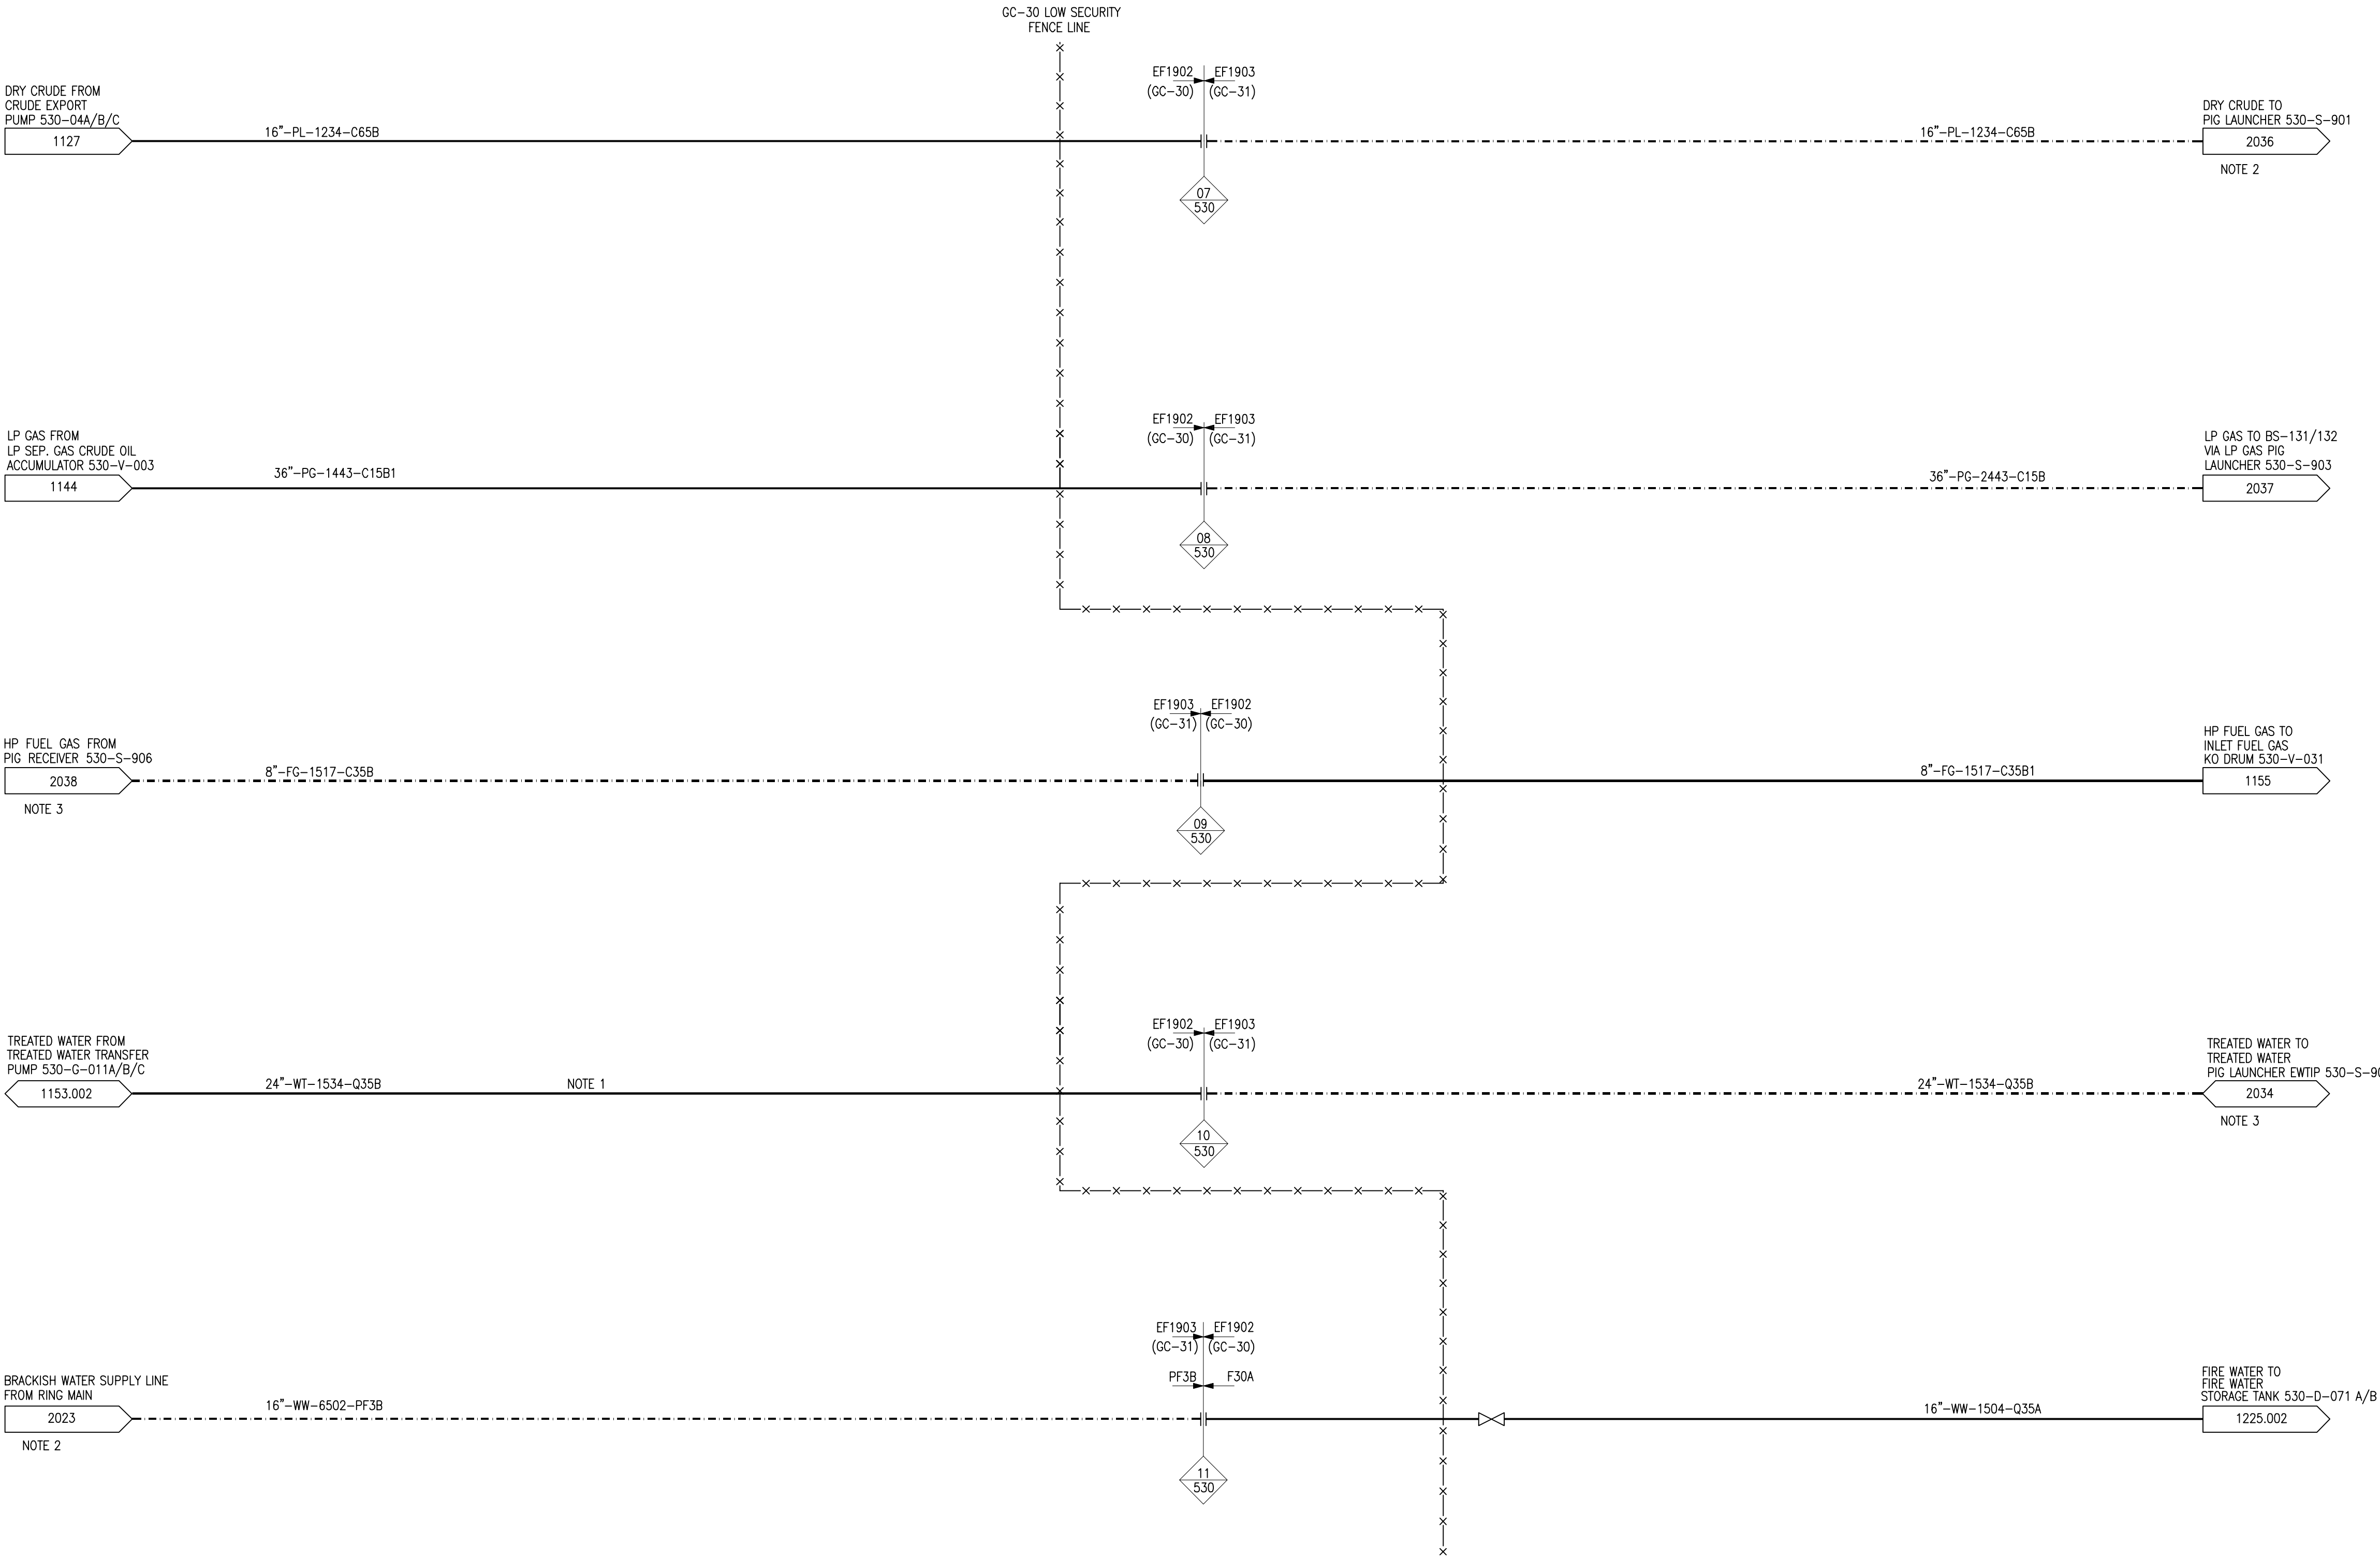 GC-30 LOW SECURITY
FENCE LINE
EF1902 EF1903
(GC-30) (GC-31)
DRY CRUDE FROM
CRUDE EXPORT
PUMP 530-04A/B/C
1127
16"-PL-1234-C65B
16"-PL-1234-C65B
DRY CRUDE TO
PIG LAUNCHER 530-S-901
2036
NOTE 2
07
530
EF1902 EF1903
(GC-30) (GC-31)
LP GAS FROM
LP SEP. GAS CRUDE OIL
ACCUMULATOR 530-V-003
1144
36"-PG-1443-C15B1
36"-PG-2443-C15B
LP GAS TO BS-131/132
VIA LP GAS PIG
LAUNCHER 530-S-903
2037
08
530
EF1903 EF1902
(GC-31) (GC-30)
HP FUEL GAS FROM
PIG RECEIVER 530-S-906
2038
NOTE 3
8"-FG-1517-C35B
8"-FG-1517-C35B1
HP FUEL GAS TO
INLET FUEL GAS
KO DRUM 530-V-031
1155
09
530
EF1902 EF1903
(GC-30) (GC-31)
TREATED WATER FROM
TREATED WATER TRANSFER
PUMP 530-G-011A/B/C
1153.002
24"-WT-1534-Q35B
NOTE 1
24"-WT-1534-Q35B
TREATED WATER TO
TREATED WATER
PIG LAUNCHER EWTIP
2034
NOTE 3
10
530
EF1903 EF1902
(GC-31) (GC-30)
PF3B F30A
BRACKISH WATER SUPPLY LINE
FROM RING MAIN
2023
NOTE 2
16"-WW-6502-PF3B
16"-WW-1504-Q35A
FIRE WATER TO
FIRE WATER
STORAGE TANK 530-D-071 A/B
1225.002
11
530